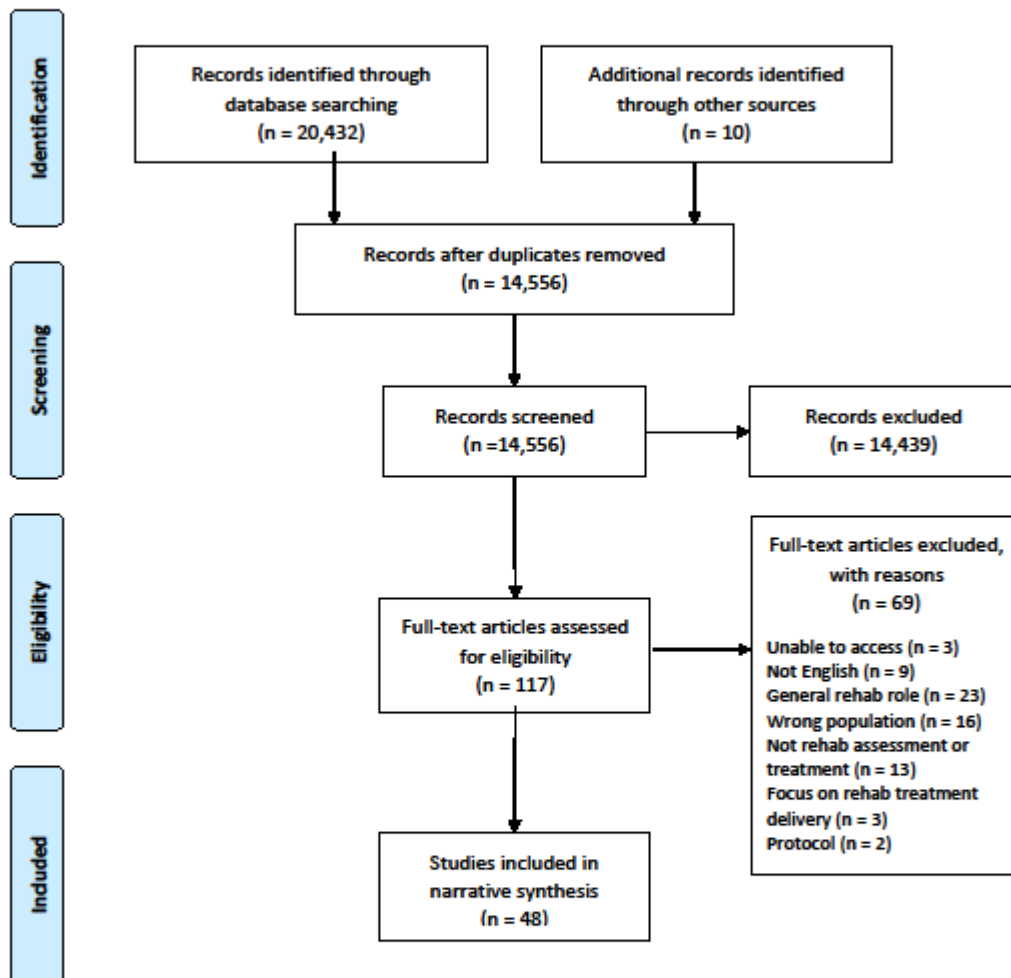 Identification
Records identified through
database searching
(n = 20,432)
Additional records identified
through other sources
(n = 10)
Records after duplicates removed
(n = 14,556)
Screening
Records screened
(n =14,556)
Records excluded
(n = 14,439)
Eligibility
Full-text articles assessed
for eligibility
(n = 117)
Full-text articles excluded,
with reasons
(n = 69)
Unable to access (n = 3)
Not English (n = 9)
General rehab role (n = 23)
Wrong population (n = 16)
Not rehab assessment or
treatment (n = 13)
Focus on rehab treatment
delivery (n = 3)
Protocol (n = 2)
Included
Studies included in
narrative synthesis
(n = 48)